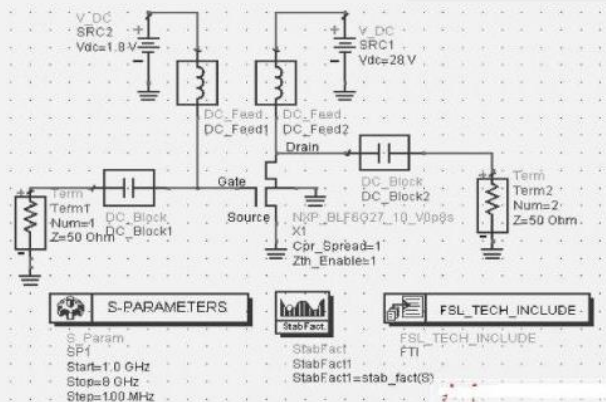 V_DC
SRC2
Vdc=1.8 V
V_DC
SRC1
Vdc=28 V
DC_Feed
DC_Feed1
DC_Feed
DC_Feed2
Drain
DC_Block
DC_Block2
Term
Term2
Num=2
Z=50 Ohm
Term
Term1
Num=1
Z=50 Ohm
DC_Block
DC_Block1
Gate
Source
NXP_BLF6G27_10_V0p8s
X1
Cpr_Spread=1
Zth_Enable=1
S-PARAMETERS
S_Param
SP1
Start=1.0 GHz
Stop=8 GHz
Step=100 MHz
StabFact
StabFact
StabFact1
StabFact1=stab_fact(S)
FSL_TECH_INCLUDE
FSL_TECH_INCLUDE
FTI